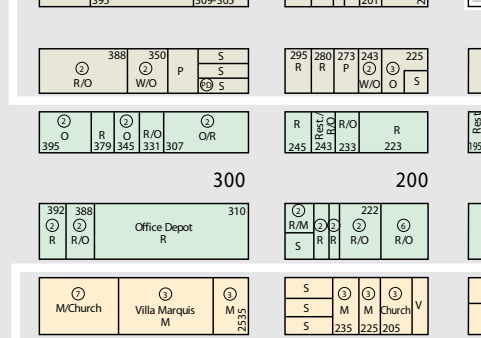 395
309-305
201
388
350
② R/O
② W/O
P
S
S
PD S
295
280
273
243
225
R
R
P
② W/O
③ O
S
② O
395
R
379
② O
345
R/O
331
② O/R
307
R
245
Rest./R/O
243
R/O
233
R
223
Rest
195
300
200
392
388
310
② R
② R/O
Office Depot
R
② R/M
S
② R
② R
222
② R/O
⑥ R/O
⑦ M/Church
③ Villa Marquis
M
③ M
2535
S
S
S
③ M
235
③ M
225
③ Church
205
V